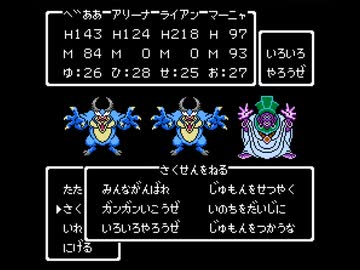 べ゛ああ アリーナ ライアン マーニャ
H143 H124 H218 H 97
M 84 M 0 M 0 M 93
ゆ:26 ひ:28 せ:25 お:27
いろいろ
やろうぜ
さくせんをねる
たた
みんながんばれ じゅもんをせつやく
▶さく
ガンガンいこうぜ いのちをだいじに
いれ
いろいろやろうぜ じゅもんをつかうな
にげる